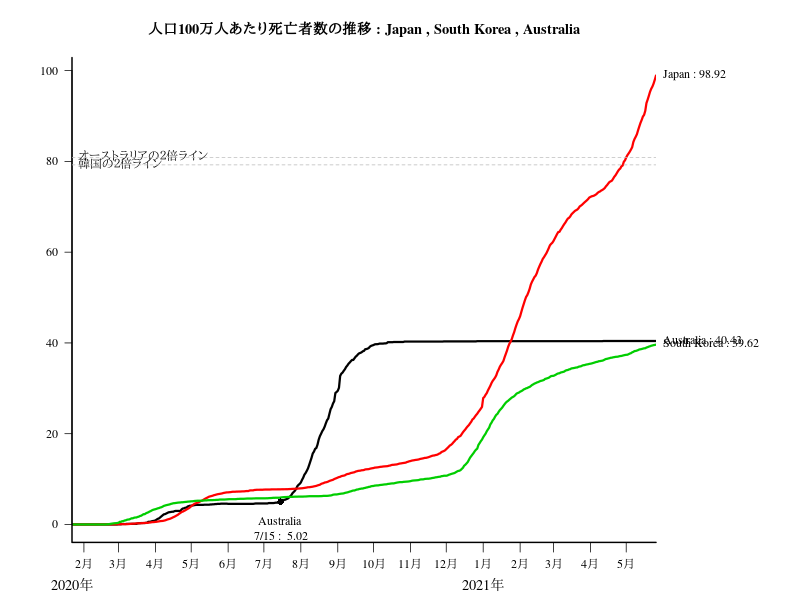 人口100万人あたり死亡者数の推移 : Japan , South Korea , Australia
100
80
60
40
20
0
オーストラリアの2倍ライン
韓国の2倍ライン
Japan : 98.92
Australia : 40.43
South Korea : 39.62
Australia
7/15 : 5.02
2月 3月 4月 5月 6月 7月 8月 9月 10月 11月 12月 1月 2月 3月 4月 5月
2020年 2021年